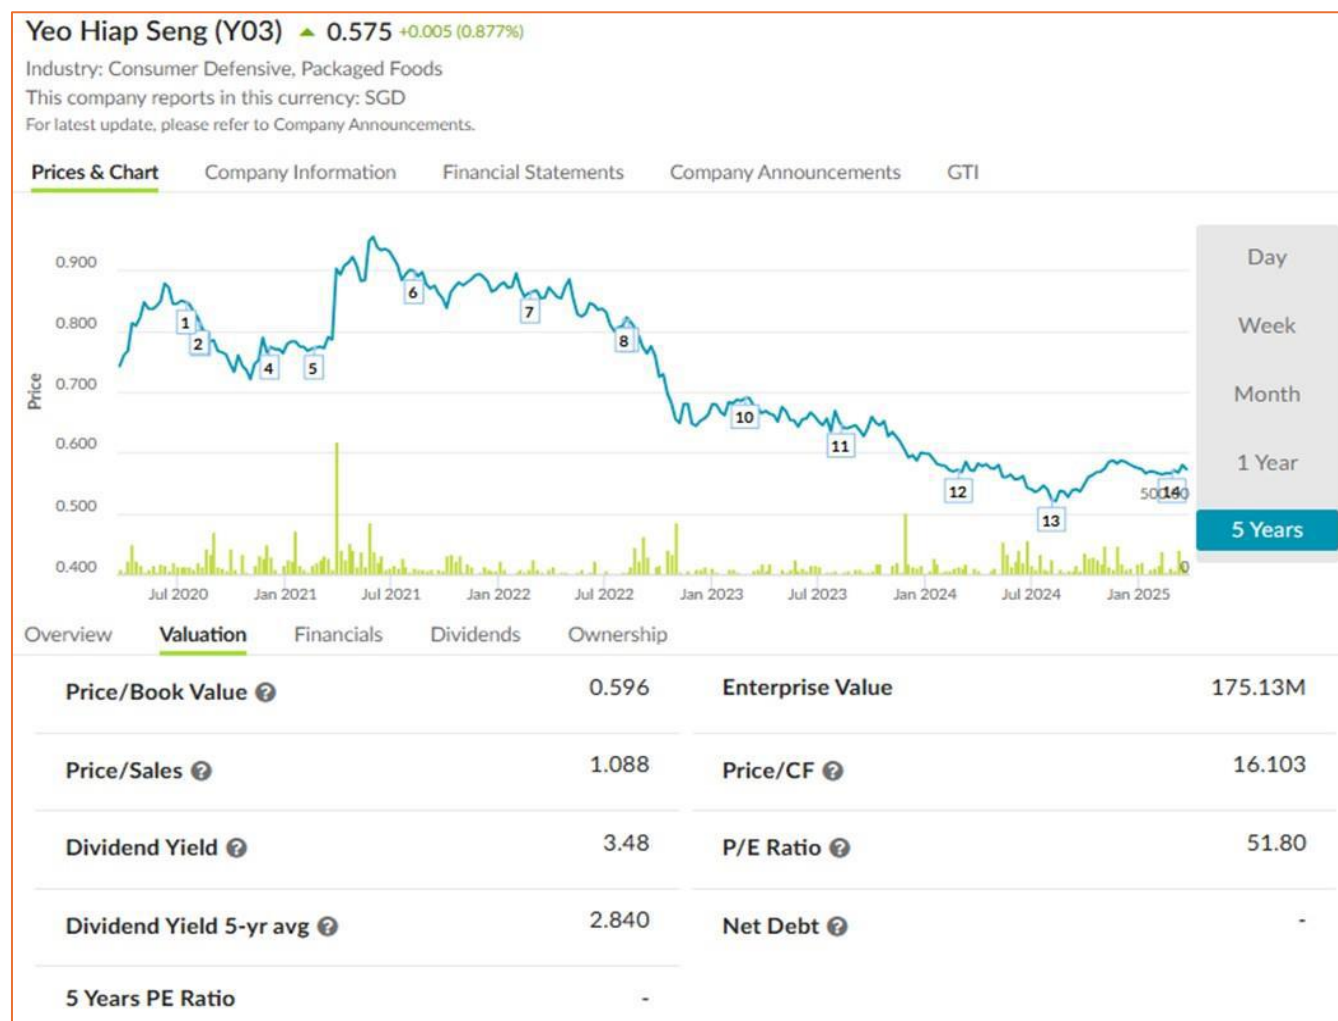 Yeo Hiap Seng (Y03) ▲ 0.575 +0.005 (0.877%)
Industry: Consumer Defensive, Packaged Foods
This company reports in this currency: SGD
For latest update, please refer to Company Announcements.
Prices & Chart Company Information Financial Statements Company Announcements GTI
Day
Week
Month
1 Year
5 Years
Price
0.900
0.800
0.700
0.600
0.500
0.400
1
2
4
5
6
7
8
10
11
12
13
14
0
Jul 2020 Jan 2021 Jul 2021 Jan 2022 Jul 2022 Jan 2023 Jul 2023 Jan 2024 Jul 2024 Jan 2025
Overview Valuation Financials Dividends Ownership
Price/Book Value ? 0.596 Enterprise Value 175.13M
Price/Sales ? 1.088 Price/CF ? 16.103
Dividend Yield ? 3.48 P/E Ratio ? 51.80
Dividend Yield 5-yr avg ? 2.840 Net Debt ? -
5 Years PE Ratio -